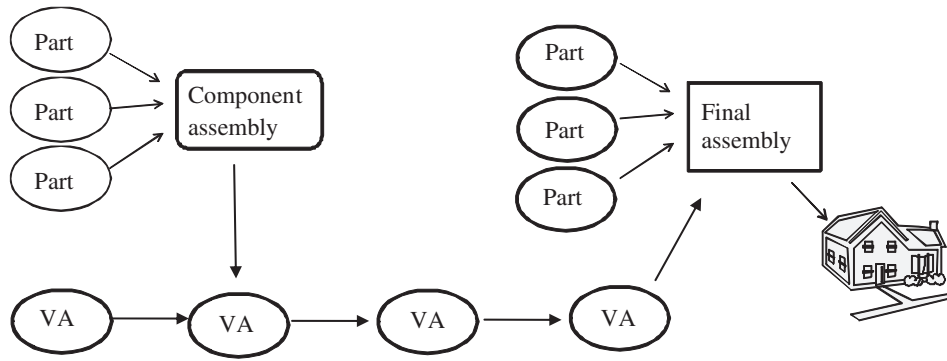 Part
Part
Part
Component
assembly
Part
Part
Part
Final
assembly
VA
VA
VA
VA